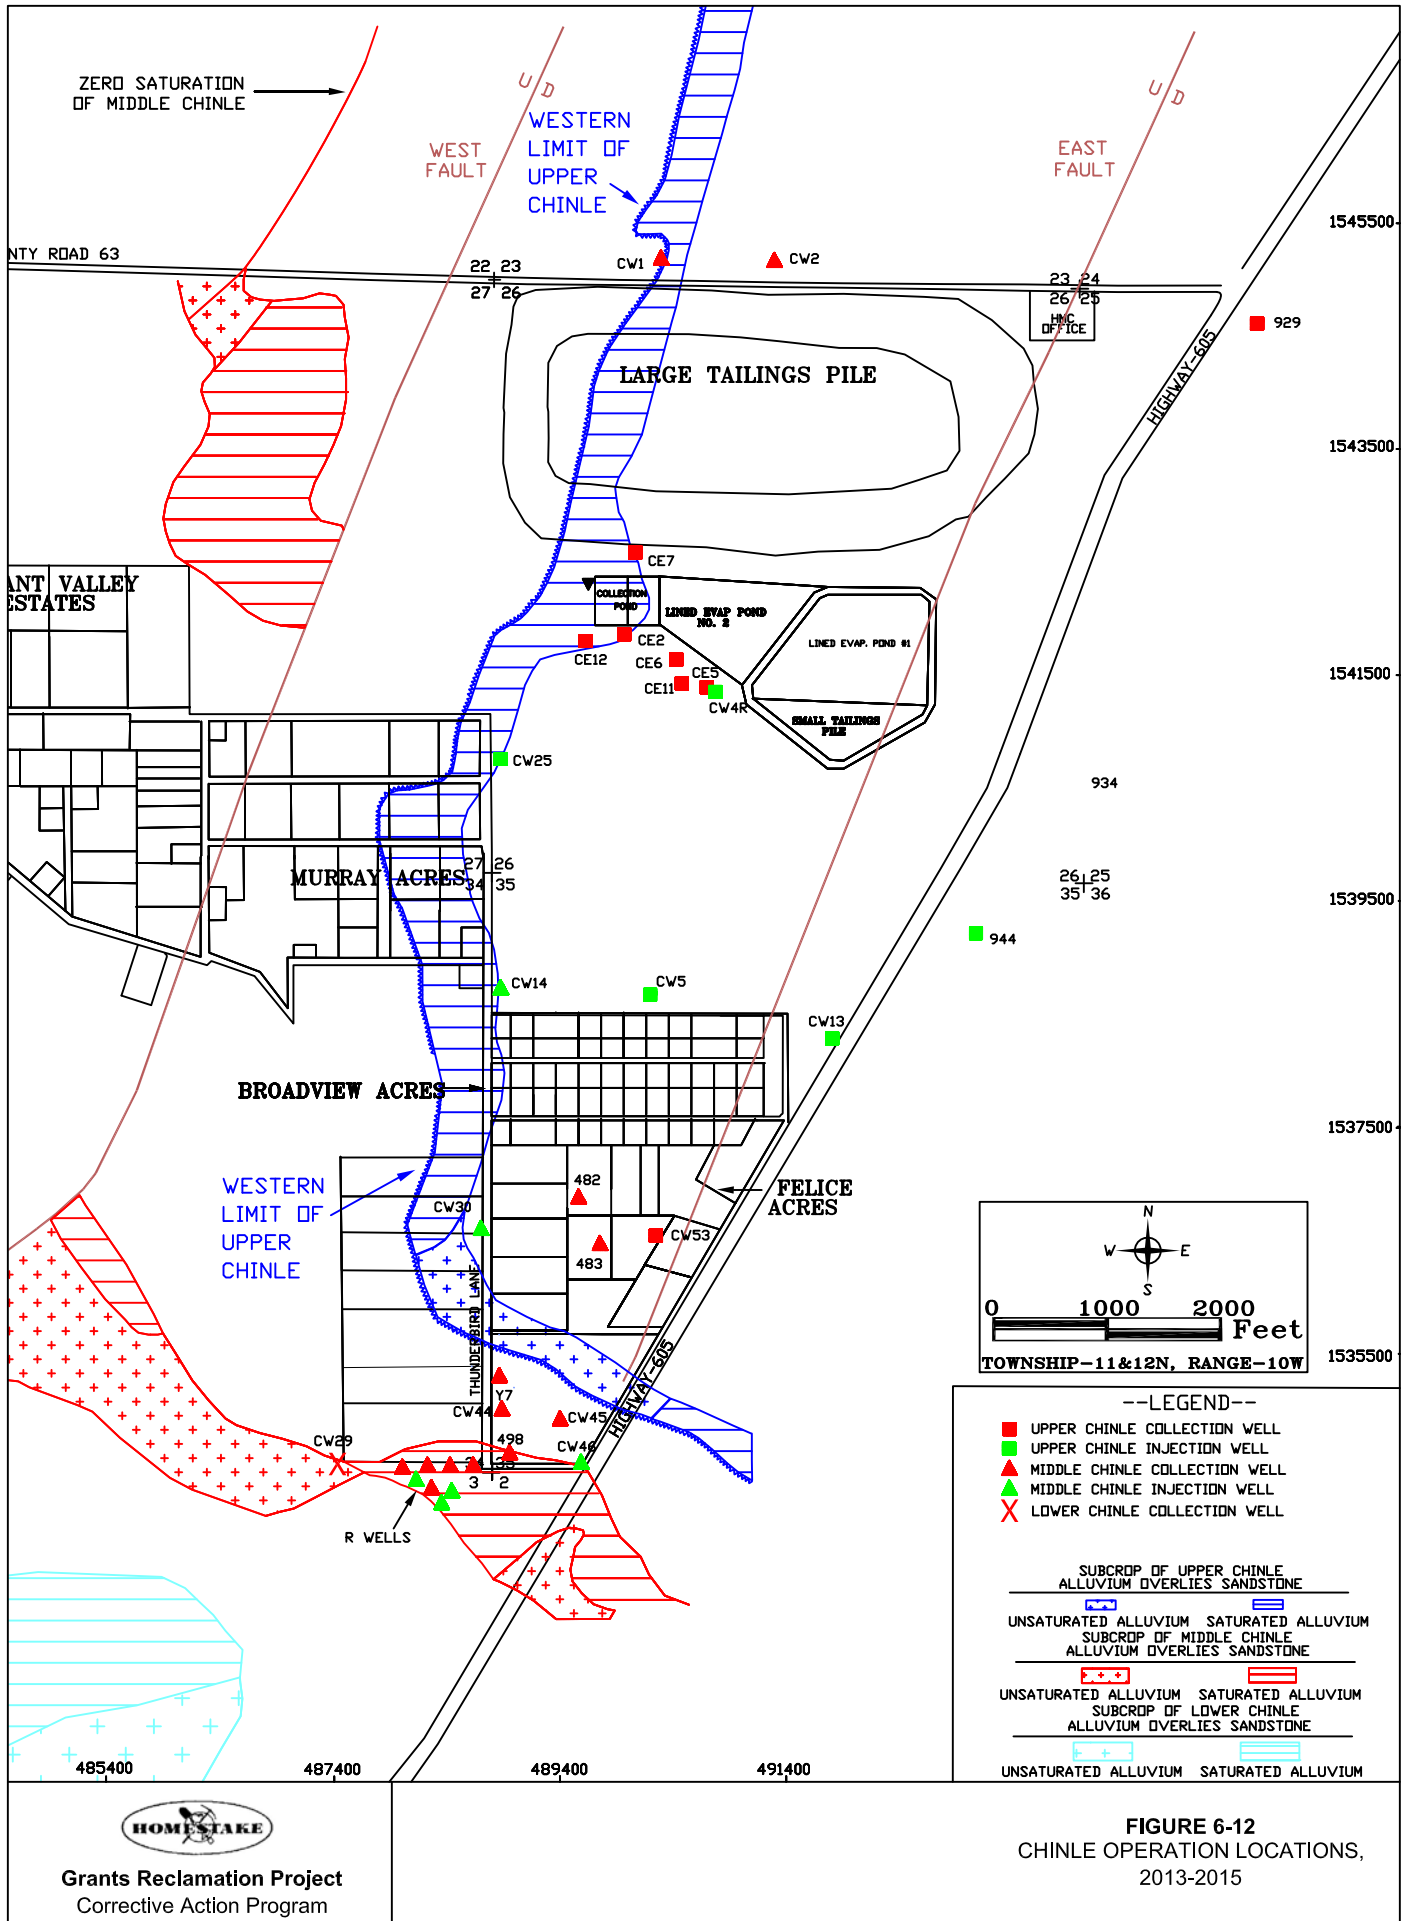 ZERO SATURATION
OF MIDDLE CHINLE
U D
WESTERN
LIMIT OF
UPPER
CHINLE
WEST
FAULT
U D
EAST
FAULT
1545500
NTY ROAD 63
22 23
27 26
CW1
CW2
23 24
26 25
HMC
OFFICE
929
HIGHWAY-605
LARGE TAILINGS PILE
1543500
CE7
ANT VALLEY
ESTATES
COLLECTION
POND
LINED EVAP POND
NO. 2
LINED EVAP. POND #1
CE2
CE12
CE6
CE5
CE11
CW4R
1541500
SMALL TAILINGS
PILE
CW25
934
27 26
34 35
MURRAY ACRES
26 25
35 36
1539500
944
CW14
CW5
CW13
BROADVIEW ACRES
1537500
WESTERN
LIMIT OF
UPPER
CHINLE
482
FELICE
ACRES
CW30
CW53
483
THUNDERBIRD LANE
N
W E
S
0 1000 2000
Feet
TOWNSHIP-11&12N, RANGE-10W
1535500
HIGHWAY-605
Y7
CW44
CW45
CW29
498
CW46
34 35
3 2
R WELLS
--LEGEND--
UPPER CHINLE COLLECTION WELL
UPPER CHINLE INJECTION WELL
MIDDLE CHINLE COLLECTION WELL
MIDDLE CHINLE INJECTION WELL
LOWER CHINLE COLLECTION WELL
SUBCROP OF UPPER CHINLE
ALLUVIUM OVERLIES SANDSTONE
UNSATURATED ALLUVIUM SATURATED ALLUVIUM
SUBCROP OF MIDDLE CHINLE
ALLUVIUM OVERLIES SANDSTONE
UNSATURATED ALLUVIUM SATURATED ALLUVIUM
SUBCROP OF LOWER CHINLE
ALLUVIUM OVERLIES SANDSTONE
UNSATURATED ALLUVIUM SATURATED ALLUVIUM
485400 487400 489400 491400
HOMESTAKE
Grants Reclamation Project
Corrective Action Program
FIGURE 6-12
CHINLE OPERATION LOCATIONS,
2013-2015